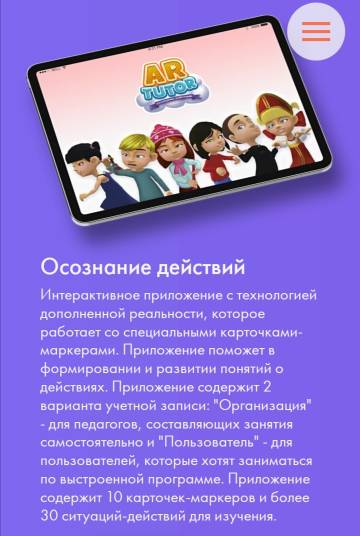 AR
TUTOR
Осознание действий
Интерактивное приложение с технологией
дополненной реальности, которое
работает со специальными карточками-
маркерами. Приложение поможет в
формировании и развитии понятий о
действиях. Приложение содержит 2
варианта учетной записи: "Организация"
- для педагогов, составляющих занятия
самостоятельно и "Пользователь" - для
пользователей, которые хотят заниматься
по выстроенной программе. Приложение
содержит 10 карточек-маркеров и более
30 ситуаций-действий для изучения.